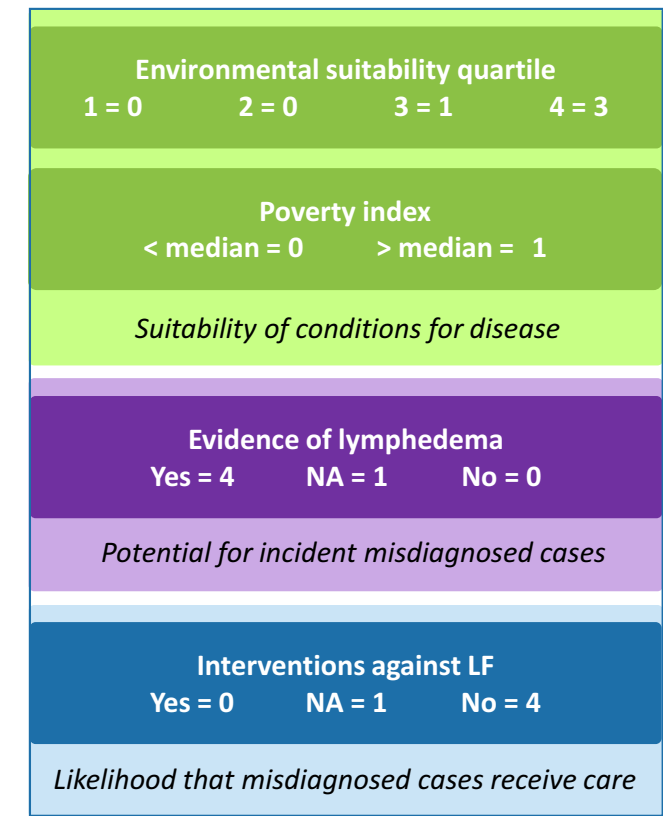 Environmental suitability quartile
1 = 0 2 = 0 3 = 1 4 = 3
Poverty index
< median = 0 > median = 1
Suitability of conditions for disease
Evidence of lymphedema
Yes = 4 NA = 1 No = 0
Potential for incident misdiagnosed cases
Interventions against LF
Yes = 0 NA = 1 No = 4
Likelihood that misdiagnosed cases receive care